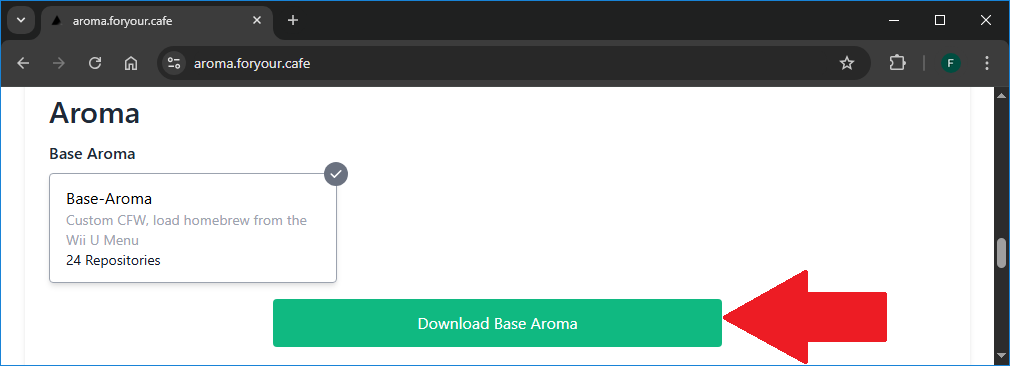 aroma.foryour.cafe
aroma.foryour.cafe
F
Aroma
Base Aroma
Base-Aroma
Custom CFW, load homebrew from the
Wii U Menu
24 Repositories
Download Base Aroma